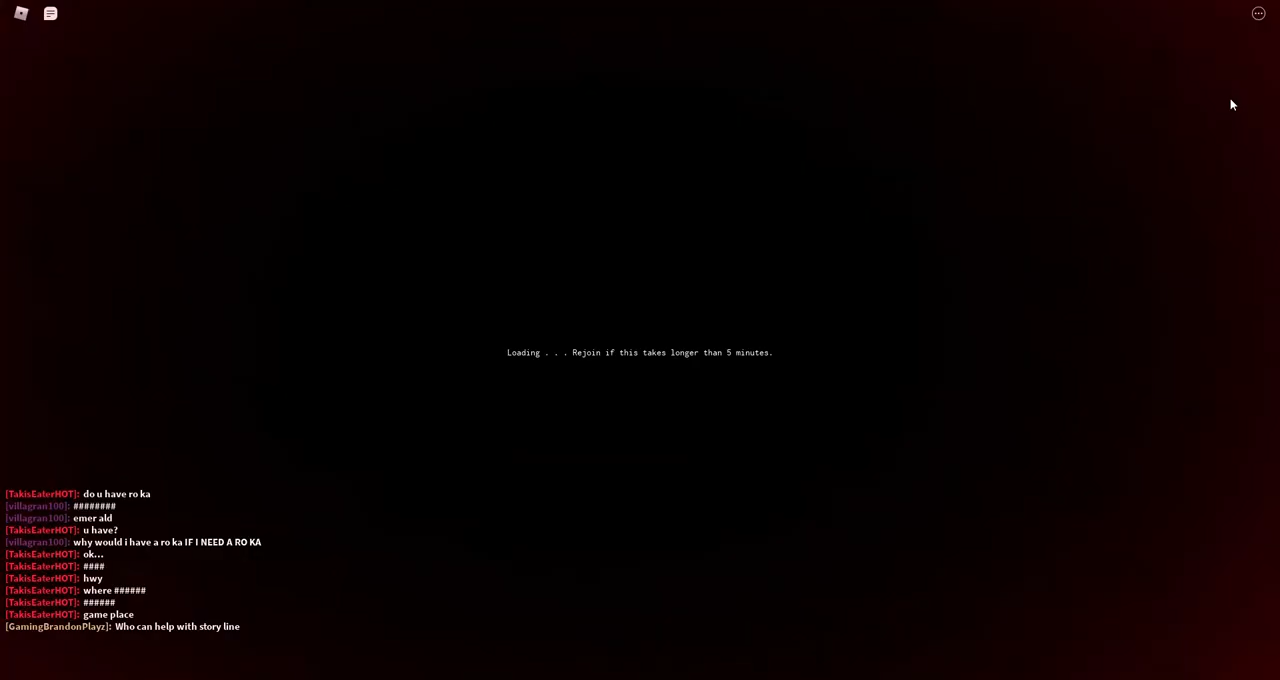 Loading . . . Rejoin if this takes longer than 5 minutes.
[TakisEaterHOT]: do u have ro ka
[villagran100]: ########
[villagran100]: emer ald
[TakisEaterHOT]: u have?
[villagran100]: why would i have a ro ka IF I NEED A RO KA
[TakisEaterHOT]: ok...
[TakisEaterHOT]: ####
[TakisEaterHOT]: hwy
[TakisEaterHOT]: where ######
[TakisEaterHOT]: ######
[TakisEaterHOT]: game place
[GamingBrandonPlayz]: Who can help with story line